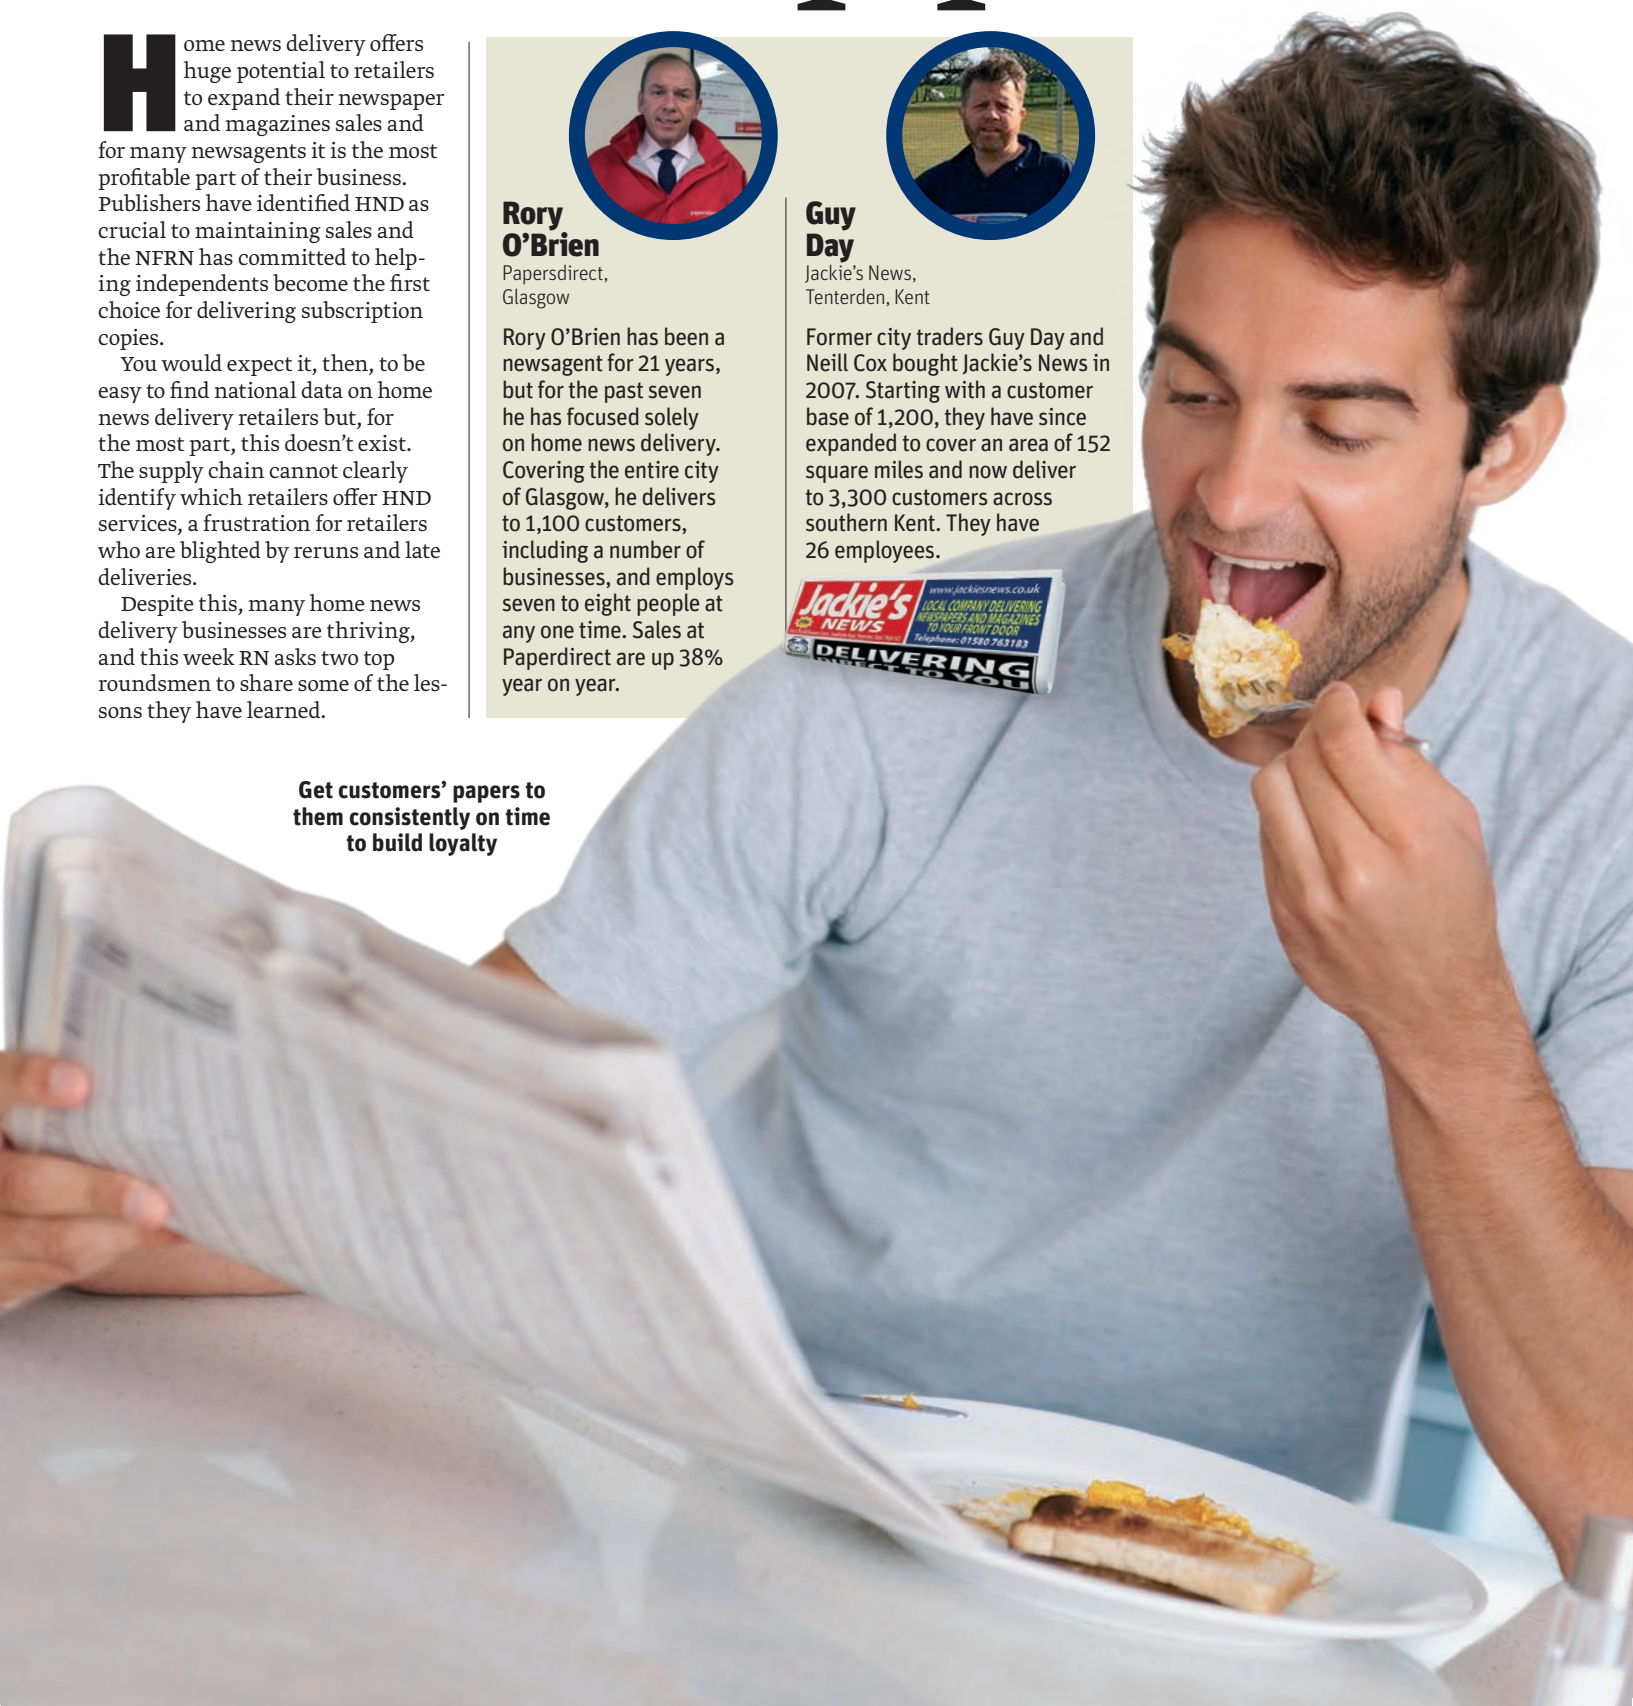 Home news delivery offers
huge potential to retailers
to expand their newspaper
and magazines sales and
for many newsagents it is the most
profitable part of their business.
Publishers have identified HND as
crucial to maintaining sales and
the NFRN has committed to help-
ing independents become the first
choice for delivering subscription
copies.
You would expect it, then, to be
easy to find national data on home
news delivery retailers but, for
the most part, this doesn't exist.
The supply chain cannot clearly
identify which retailers offer HND
services, a frustration for retailers
who are blighted by reruns and late
deliveries.
Despite this, many home news
delivery businesses are thriving,
and this week RN asks two top
roundsmen to share some of the les-
sons they have learned.
Rory
O'Brien
Papersdirect,
Glasgow
Rory O'Brien has been a
newsagent for 21 years,
but for the past seven
he has focused solely
on home news delivery.
Covering the entire city
of Glasgow, he delivers
to 1,100 customers,
including a number of
businesses, and employs
seven to eight people at
any one time. Sales at
Paperdirect are up 38%
year on year.
Guy
Day
Jackie's News,
Tenterden, Kent
Former city traders Guy Day and
Neill Cox bought Jackie's News in
2007. Starting with a customer
base of 1,200, they have since
expanded to cover an area of 152
square miles and now deliver
to 3,300 customers across
southern Kent. They have
26 employees.
Jackie's
NEWS
www.jackiesnews.co.uk
LOCAL COMPANY DELIVERING
NEWSPAPERS AND MAGAZINES
TO YOUR FRONT DOOR
Telephone: 01580 763183
DELIVERING
DIRECT TO YOU
Get customers' papers to
them consistently on time
to build loyalty